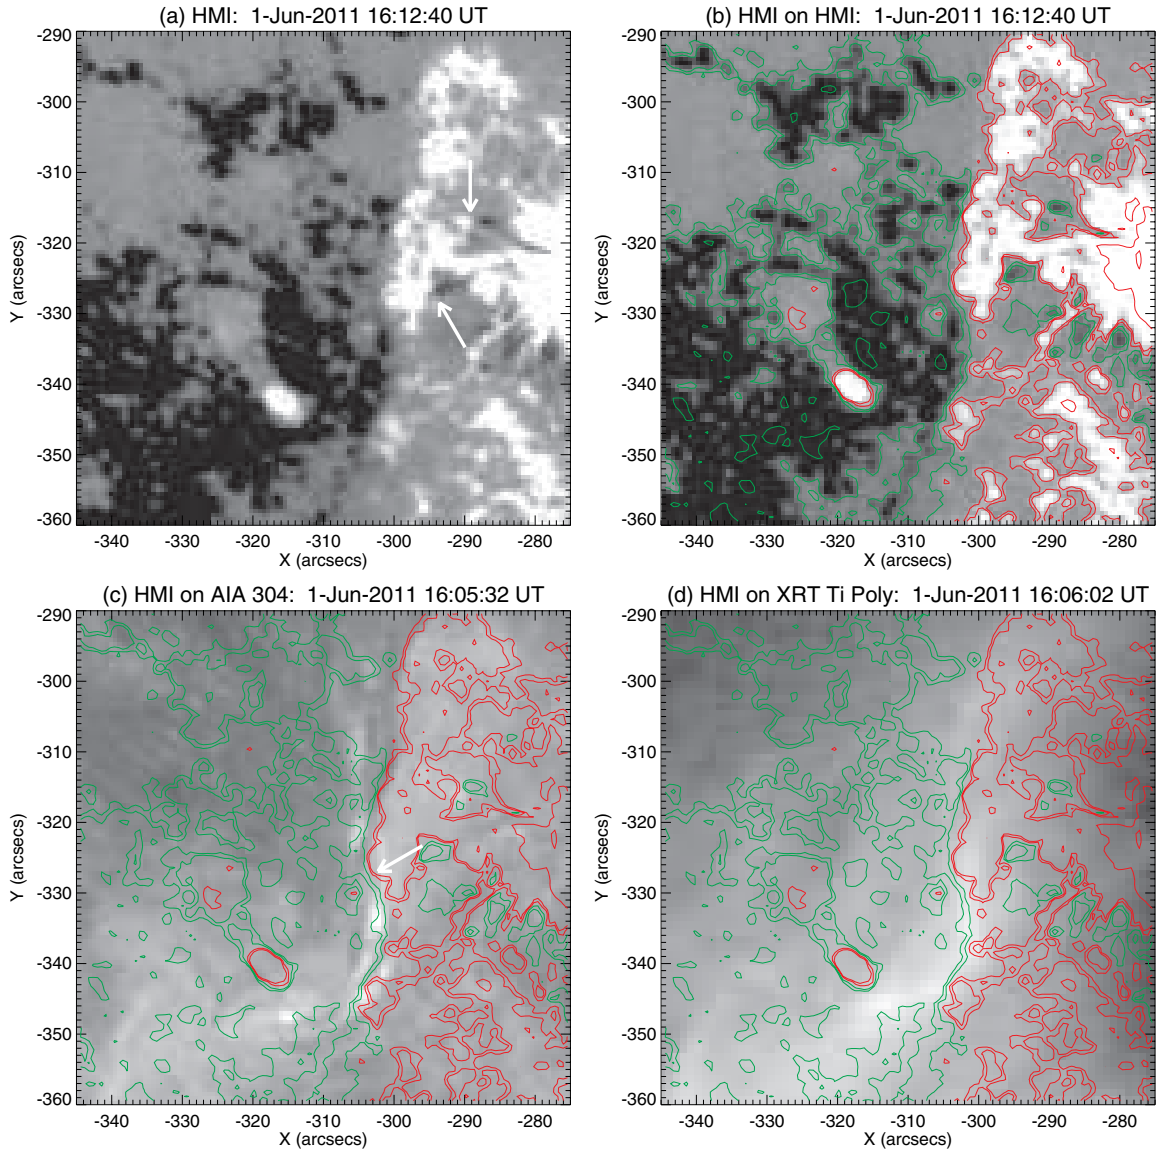 (a) HMI: 1-Jun-2011 16:12:40 UT
(b) HMI on HMI: 1-Jun-2011 16:12:40 UT
-290
-300
-310
-320
-330
-340
-350
-360
Y (arcsecs)
-340 -330 -320 -310 -300 -290 -280
X (arcsecs)
-290
-300
-310
-320
-330
-340
-350
-360
Y (arcsecs)
-340 -330 -320 -310 -300 -290 -280
X (arcsecs)
(c) HMI on AIA 304: 1-Jun-2011 16:05:32 UT
(d) HMI on XRT Ti Poly: 1-Jun-2011 16:06:02 UT
-290
-300
-310
-320
-330
-340
-350
-360
Y (arcsecs)
-340 -330 -320 -310 -300 -290 -280
X (arcsecs)
-290
-300
-310
-320
-330
-340
-350
-360
Y (arcsecs)
-340 -330 -320 -310 -300 -290 -280
X (arcsecs)